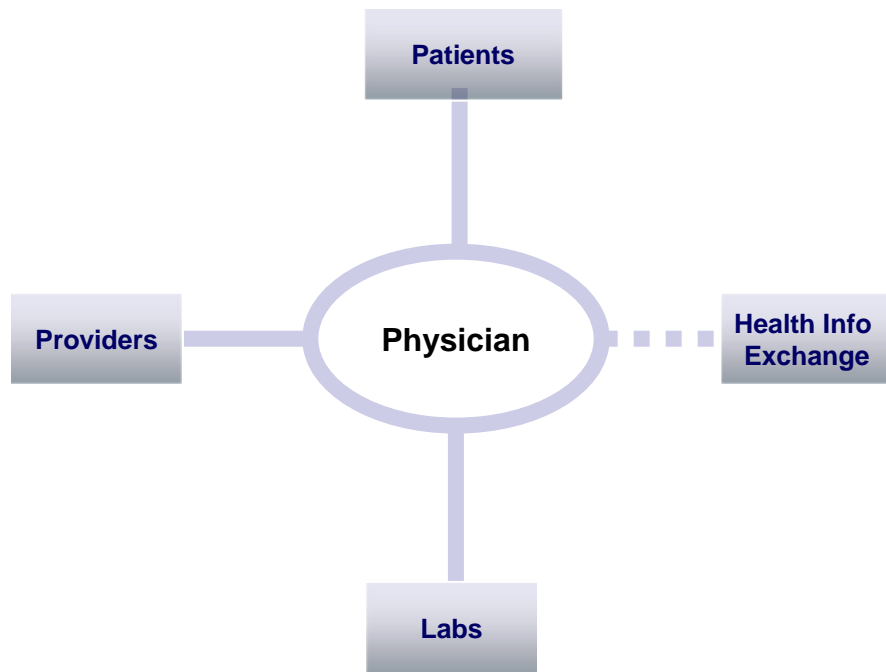 Patients
Providers
Physician
Health Info
Exchange
Labs